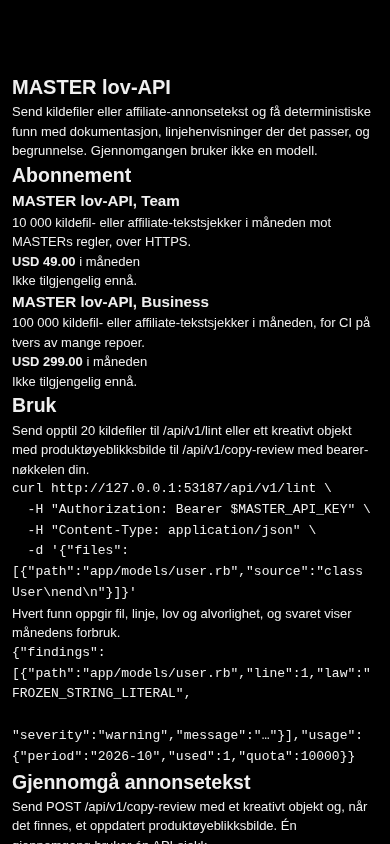 MASTER lov-API
Send kildefiler eller affiliate-annonsetekst og få deterministiske
funn med dokumentasjon, linjehenvisninger der det passer, og
begrunnelse. Gjennomgangen bruker ikke en modell.
Abonnement
MASTER lov-API, Team
10 000 kildefil- eller affiliate-tekstsjekker i måneden mot
MASTERs regler, over HTTPS.
USD 49.00 i måneden
Ikke tilgjengelig ennå.
MASTER lov-API, Business
100 000 kildefil- eller affiliate-tekstsjekker i måneden, for CI på
tvers av mange repoer.
USD 299.00 i måneden
Ikke tilgjengelig ennå.
Bruk
Send opptil 20 kildefiler til /api/v1/lint eller ett kreativt objekt
med produktøyeblikksbilde til /api/v1/copy-review med bearer-
nøkkelen din.
curl http://127.0.0.1:53187/api/v1/lint \
  -H "Authorization: Bearer $MASTER_API_KEY" \
  -H "Content-Type: application/json" \
  -d '{"files":
[{"path":"app/models/user.rb","source":"class
User\nend\n"}]}'
Hvert funn oppgir fil, linje, lov og alvorlighet, og svaret viser
månedens forbruk.
{"findings":
[{"path":"app/models/user.rb","line":1,"law":"
FROZEN_STRING_LITERAL",
"severity":"warning","message":"…"}],"usage":
{"period":"2026-10","used":1,"quota":10000}}
Gjennomgå annonsetekst
Send POST /api/v1/copy-review med et kreativt objekt og, når
det finnes, et oppdatert produktøyeblikksbilde. Én
gjennomgang bruker én API-sjekk.